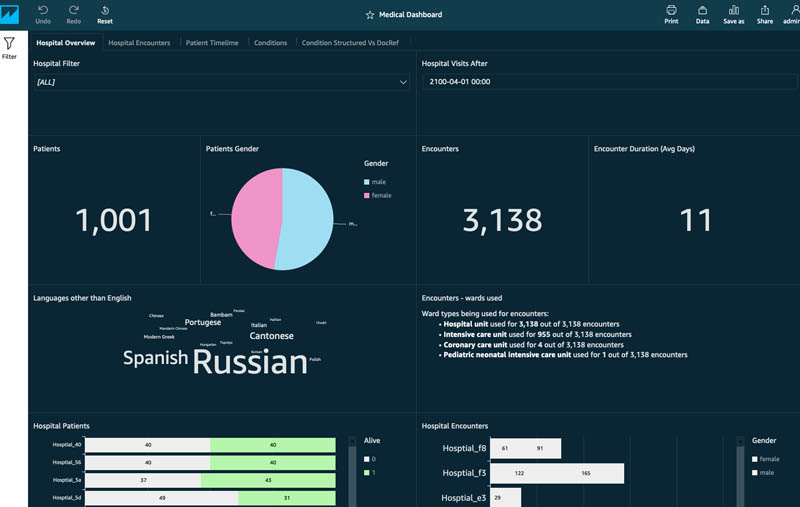 Undo Redo Reset
Medical Dashboard
Print Data Save as Share admin
Filter
Hospital Overview Hospital Encounters Patient Timelime Conditions Condition Structured Vs DocRef
Hospital Filter
[ALL]
Hospital Visits After
2100-04-01 00:00
Patients
1,001
Patients Gender
Gender
male
female
f...
m...
Encounters
3,138
Encounter Duration (Avg Days)
11
Languages other than English
Persian
Chinese Bambam Haitian
Portugese Italian Cheokt
Mandarin Chinese
Modern Greek Cantonese
Hungarian Tapalys
Spanish Russian Polish
Encounters - wards used
Ward types being used for encounters:
• Hospital unit used for 3,138 out of 3,138 encounters
• Intensive care unit used for 955 out of 3,138 encounters
• Coronary care unit used for 4 out of 3,138 encounters
• Pediatric neonatal intensive care unit used for 1 out of 3,138 encounters
Hospital Patients
Hosptial_40 40 40
Hosptial_56 40 40
Hosptial_5a 37 43
Hosptial_5d 49 31
Alive
0
1
Hospital Encounters
Hosptial_f8 61 91
Hosptial_f3 122 165
Hosptial_e3 29
Gender
female
male